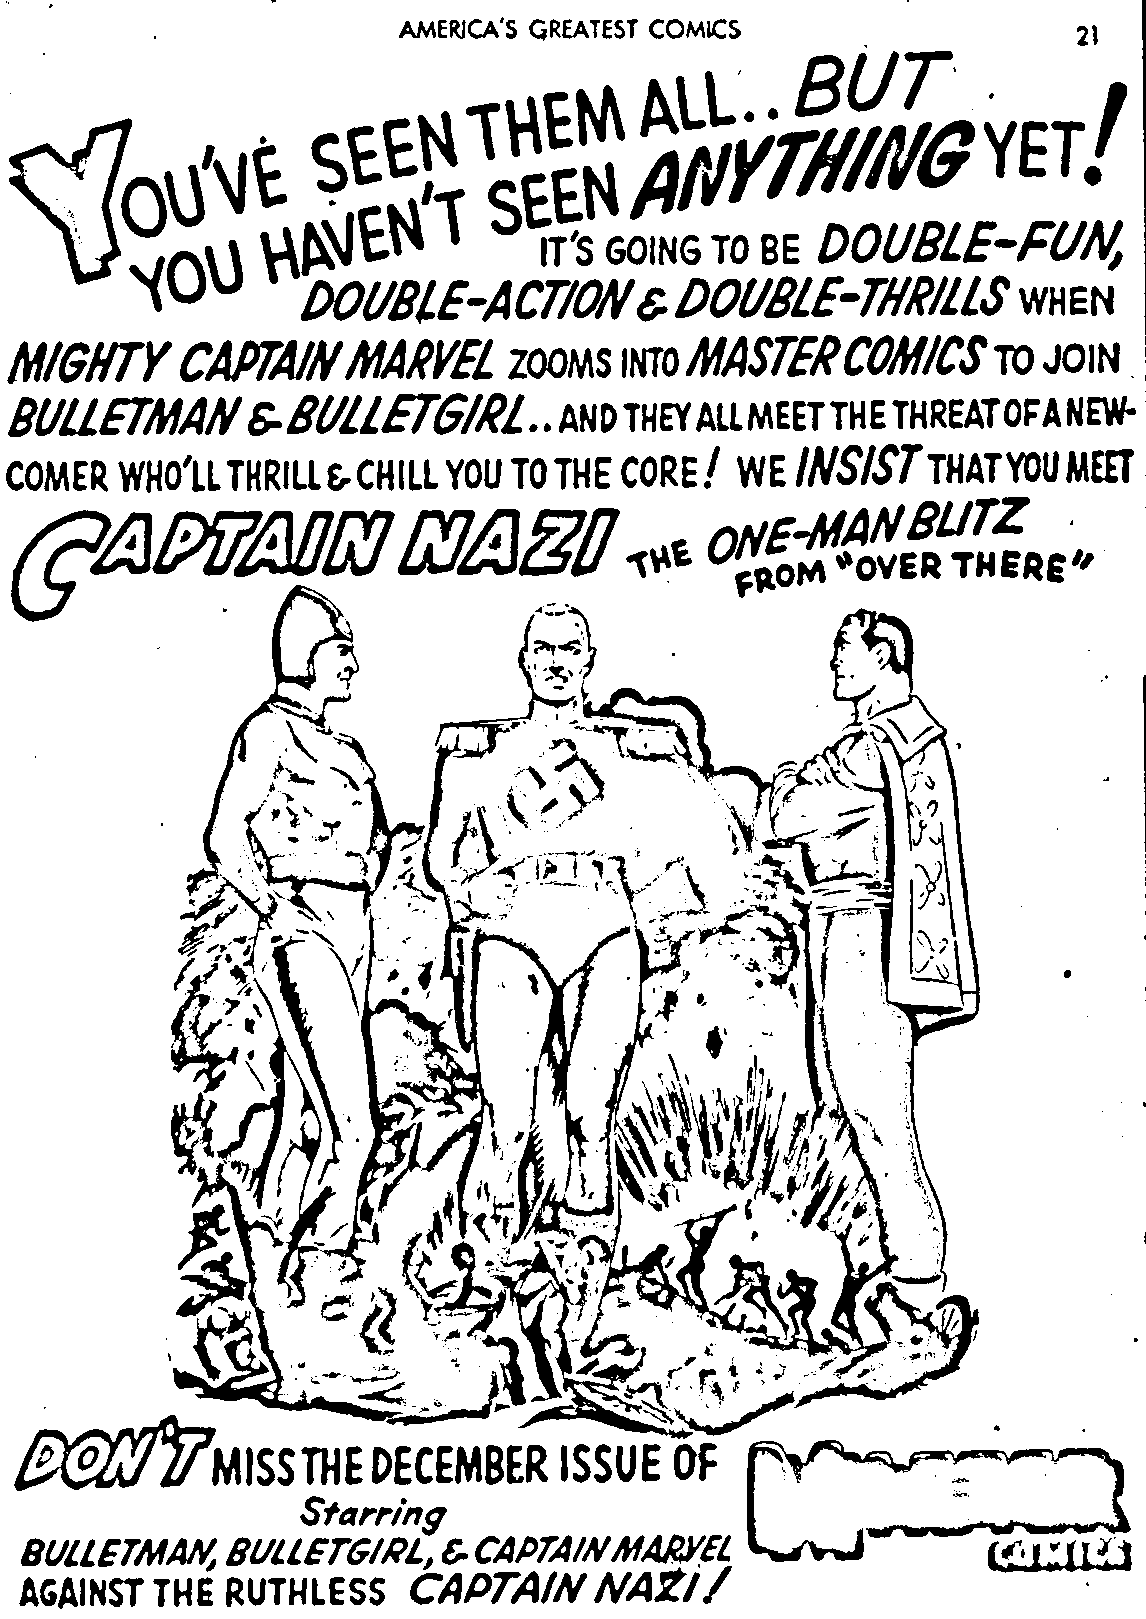 AMERICA'S GREATEST COMICS
21
YOU'VE SEEN THEM ALL.. BUT
YOU HAVEN'T SEEN ANYTHING YET!
IT'S GOING TO BE DOUBLE-FUN,
DOUBLE-ACTION & DOUBLE-THRILLS WHEN
MIGHTY CAPTAIN MARVEL ZOOMS INTO MASTER COMICS TO JOIN
BULLETMAN & BULLETGIRL.. AND THEY ALL MEET THE THREAT OF A NEW-
COMER WHO'LL THRILL & CHILL YOU TO THE CORE! WE INSIST THAT YOU MEET
CAPTAIN NAZI THE ONE-MAN BLITZ
FROM "OVER THERE"
DON'T MISS THE DECEMBER ISSUE OF
COMICS
Starring
BULLETMAN, BULLETGIRL, & CAPTAIN MARVEL
AGAINST THE RUTHLESS CAPTAIN NAZI!